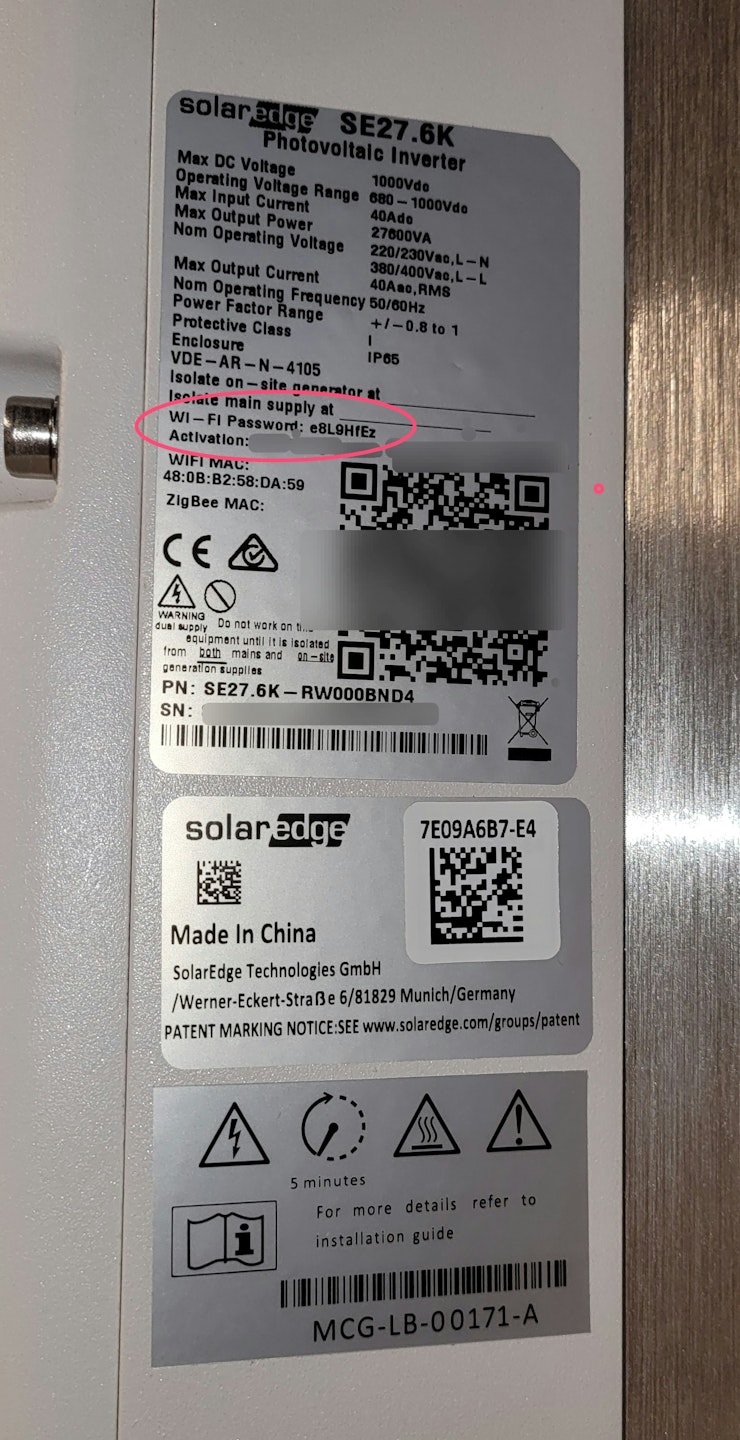 solaredge SE27.6K
Photovoltaic Inverter
Max DC Voltage 1000Vdc
Operating Voltage Range 680-1000Vdc
Max Input Current 40Adc
Max Output Power 27600VA
Nom Operating Voltage 220/230Vac,L-N
380/400Vac,L-L
Max Output Current 40Aac,RMS
Nom Operating Frequency 50/60Hz
Power Factor Range +/-0.8 to 1
Protective Class I
Enclosure IP65
VDE-AR-N-4105
Isolate on-site generator at
Isolate main supply at
Wi-Fi Password: e8L9HfEz
Activation:
WIFI MAC:
48:0B:B2:58:DA:59
ZigBee MAC:
CE
WARNING
dual supply
Do not work on
equipment until it is isolated
from both mains and on-site
generation supplies
PN: SE27.6K-RW000BND4
SN:
solaredge
7E09A6B7-E4
Made In China
SolarEdge Technologies GmbH
/Werner-Eckert-Straße 6/81829 Munich/Germany
PATENT MARKING NOTICE:SEE www.solaredge.com/groups/patent
5 minutes
For more details refer to
installation guide
MCG-LB-00171-A